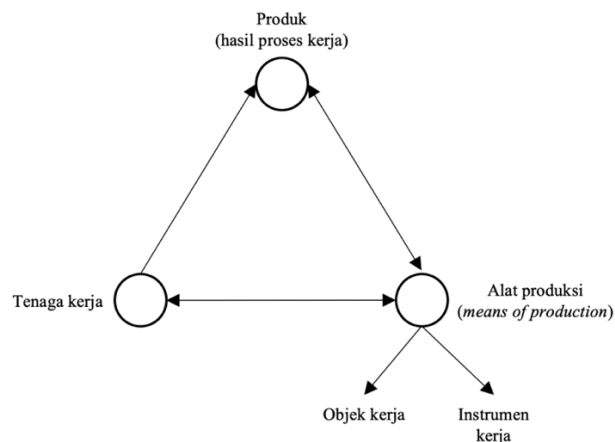 Produk
(hasil proses kerja)
Tenaga kerja
Alat produksi
(means of production)
Objek kerja
Instrumen
kerja